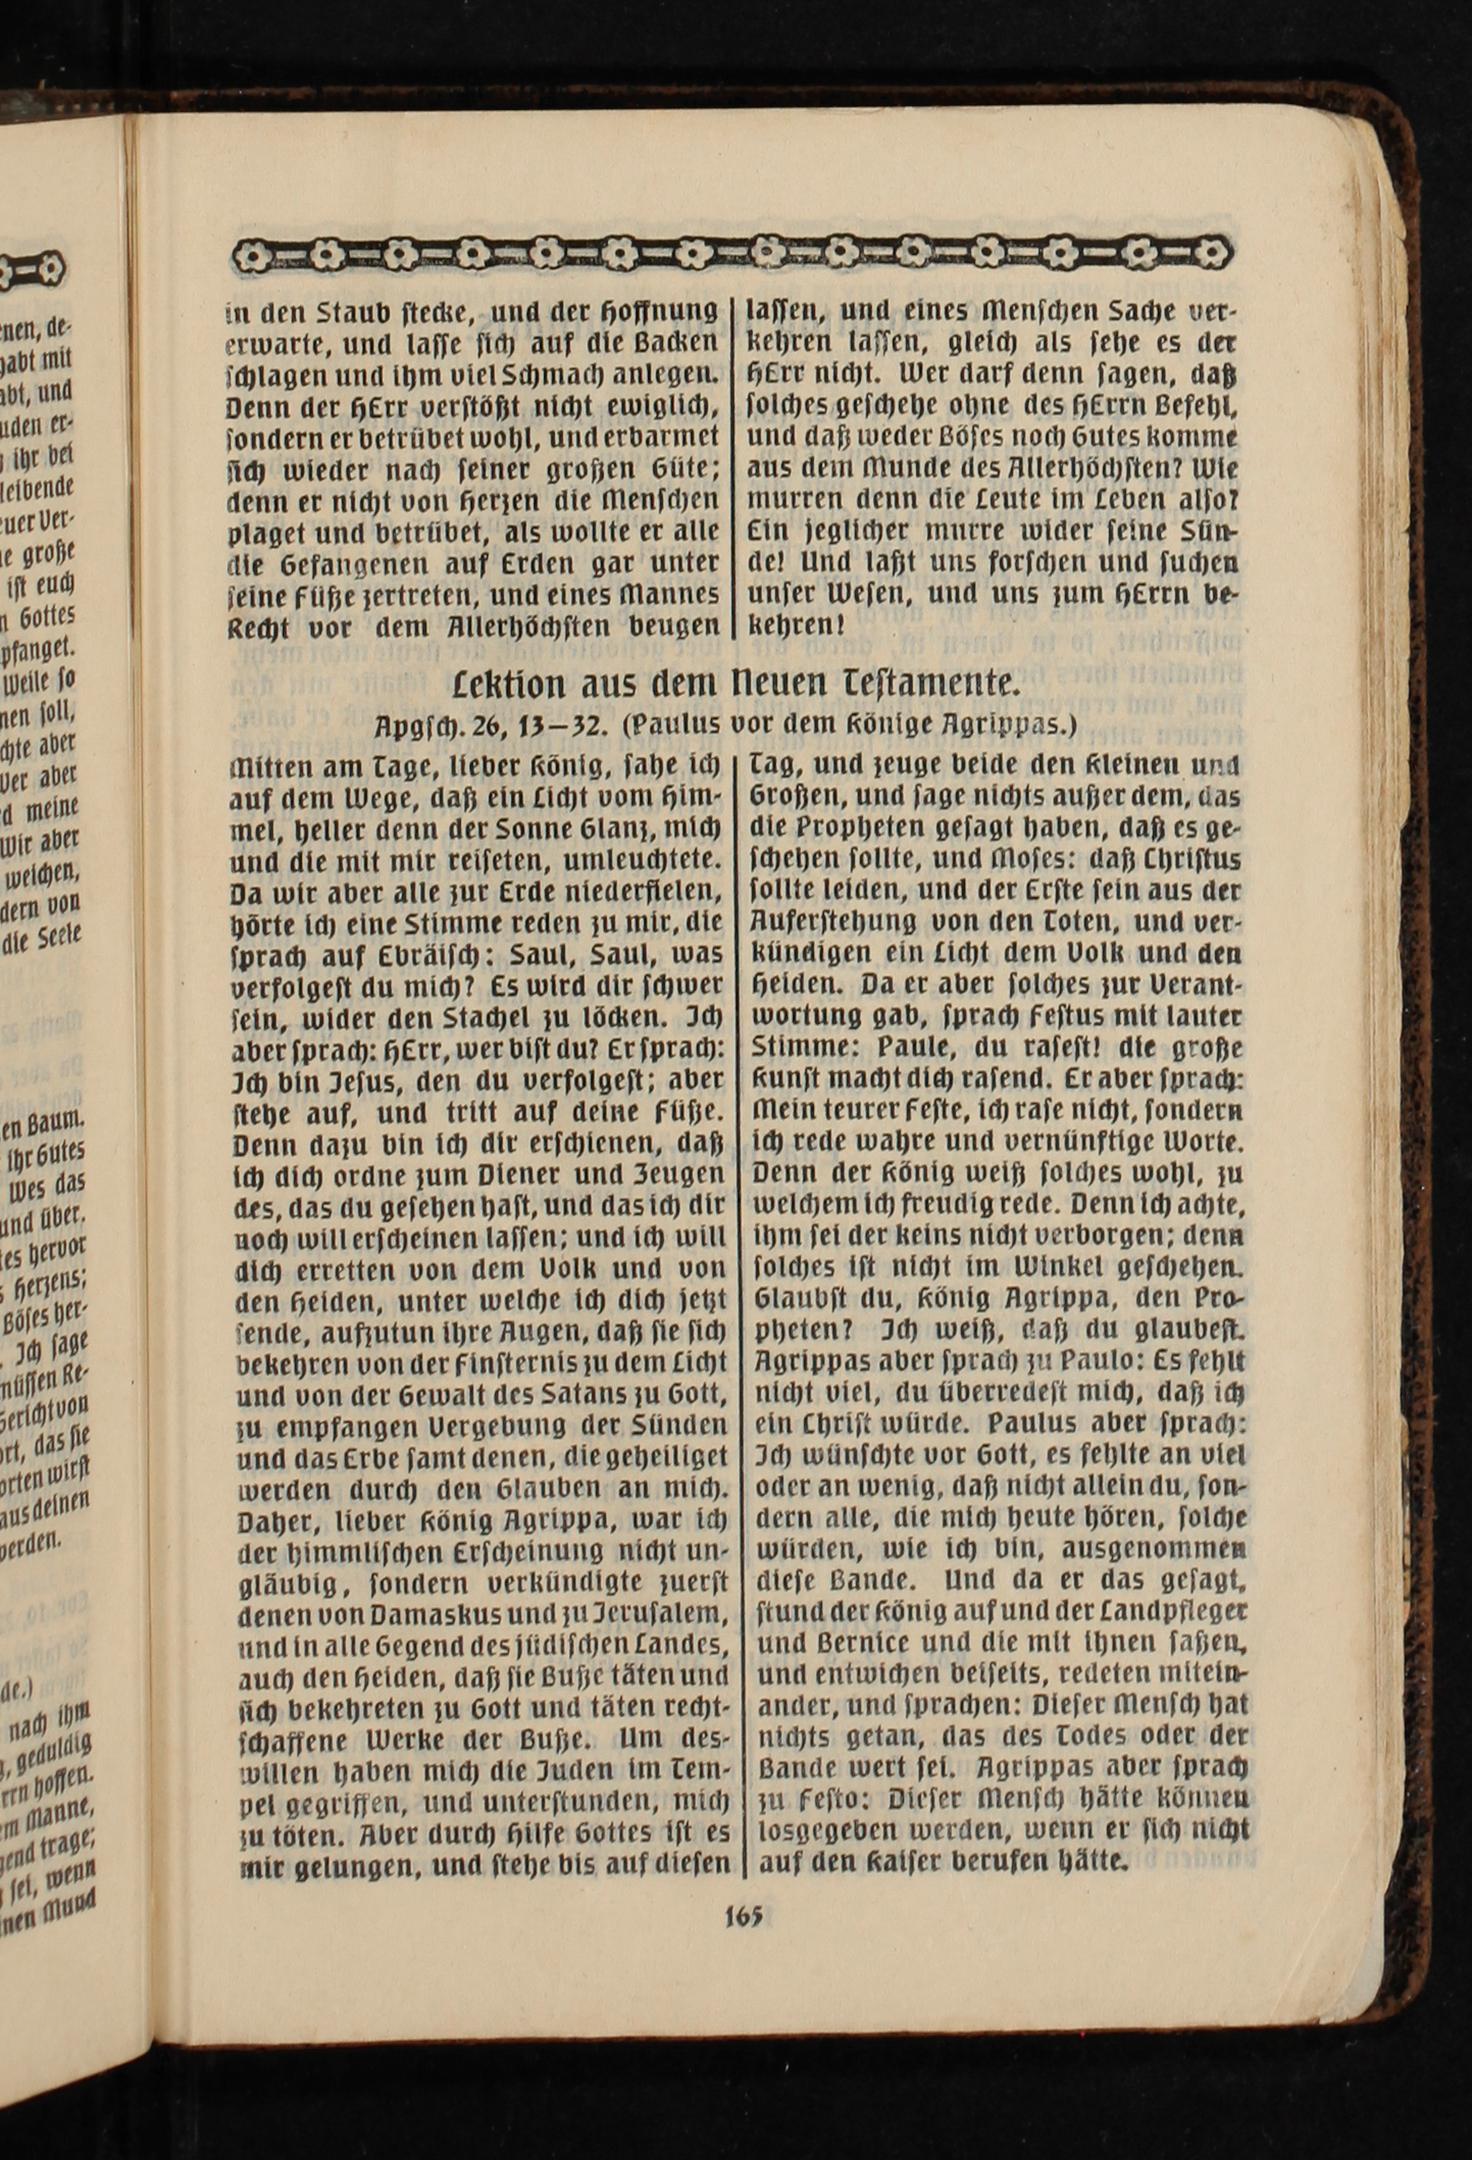 in den Staub stecke, und der Hoffnung
erwarte, und lasse sich auf die Backen
schlagen und ihm viel Schmach anlegen.
Denn der HErr verstößt nicht ewiglich,
sondern er betrübet wohl, und erbarmet
sich wieder nach seiner großen Güte;
denn er nicht von Herzen die Menschen
plaget und betrübet, als wollte er alle
die Gefangenen auf Erden gar unter
seine Füße zertreten, und eines Mannes
Recht vor dem Allerhöchsten beugen
lassen, und eines Menschen Sache ver-
kehren lassen, gleich als sehe es der
HErr nicht. Wer darf denn sagen, daß
solches geschehe ohne des HErrn Befehl,
und daß weder Böses noch Gutes komme
aus dem Munde des Allerhöchsten? Wie
murren denn die Leute im Leben also?
Ein jeglicher murre wider seine Sün-
de! Und laßt uns forschen und suchen
unser Wesen, und uns zum HErrn be-
kehren!
Lektion aus dem Neuen Testamente.
Apgsch. 26, 13–32. (Paulus vor dem Könige Agrippas.)
Mitten am Tage, lieber König, sahe ich
auf dem Wege, daß ein Licht vom Him-
mel, heller denn der Sonne Glanz, mich
und die mit mir reiseten, umleuchtete.
Da wir aber alle zur Erde niederfielen,
hörte ich eine Stimme reden zu mir, die
sprach auf Ebräisch: Saul, Saul, was
verfolgest du mich? Es wird dir schwer
sein, wider den Stachel zu löcken. Ich
aber sprach: HErr, wer bist du? Er sprach:
Ich bin Jesus, den du verfolgest; aber
stehe auf, und tritt auf deine Füße.
Denn dazu bin ich dir erschienen, daß
ich dich ordne zum Diener und Zeugen
des, das du gesehen hast, und das ich dir
noch will erscheinen lassen; und ich will
dich erretten von dem Volk und von
den Heiden, unter welche ich dich jetzt
sende, aufzutun ihre Augen, daß sie sich
bekehren von der Finsternis zu dem Licht
und von der Gewalt des Satans zu Gott,
zu empfangen Vergebung der Sünden
und das Erbe samt denen, die geheiliget
werden durch den Glauben an mich.
Daher, lieber König Agrippa, war ich
der himmlischen Erscheinung nicht un-
gläubig, sondern verkündigte zuerst
denen von Damaskus und zu Jerusalem,
und in alle Gegend des jüdischen Landes,
auch den Heiden, daß sie Buße täten und
sich bekehreten zu Gott und täten recht-
schaffene Werke der Buße. Um des-
willen haben mich die Juden im Tem-
pel gegriffen, und unterstunden, mich
zu töten. Aber durch Hilfe Gottes ist es
mir gelungen, und stehe bis auf diesen
Tag, und zeuge beide den Kleinen und
Großen, und sage nichts außer dem, das
die Propheten gesagt haben, daß es ge-
schehen sollte, und Moses: daß Christus
sollte leiden, und der Erste sein aus der
Auferstehung von den Toten, und ver-
kündigen ein Licht dem Volk und den
Heiden. Da er aber solches zur Verant-
wortung gab, sprach Festus mit lauter
Stimme: Paule, du rasest! die große
Kunst macht dich rasend. Er aber sprach:
Mein teurer Feste, ich rase nicht, sondern
ich rede wahre und vernünftige Worte.
Denn der König weiß solches wohl, zu
welchem ich freudig rede. Denn ich achte,
ihm sei der keins nicht verborgen; denn
solches ist nicht im Winkel geschehen.
Glaubst du, König Agrippa, den Pro-
pheten? Ich weiß, daß du glaubest.
Agrippas aber sprach zu Paulo: Es fehlt
nicht viel, du überredest mich, daß ich
ein Christ würde. Paulus aber sprach:
Ich wünschte vor Gott, es fehlte an viel
oder an wenig, daß nicht allein du, son-
dern alle, die mich heute hören, solche
würden, wie ich bin, ausgenommen
diese Bande. Und da er das gesagt,
stund der König auf und der Landpfleger
und Bernice und die mit ihnen saßen,
und entwichen beiseits, redeten mitein-
ander, und sprachen: Dieser Mensch hat
nichts getan, das des Todes oder der
Bande wert sei. Agrippas aber sprach
zu Festo: Dieser Mensch hätte können
losgegeben werden, wenn er sich nicht
auf den Kaiser berufen hätte.
165